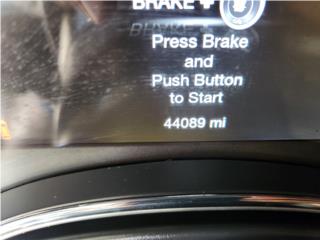 BRAKE +
Press Brake
and
Push Button
to Start
44089 mi